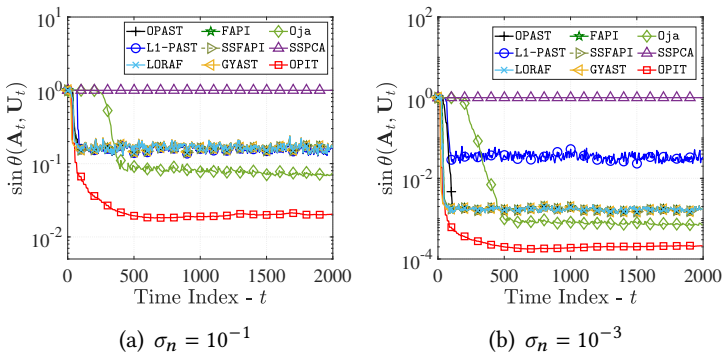 OPAST FAPI Oja
L1-PAST SSFAPI SSPCA
LORAF GYAST OPIT
sin θ(A_t, U_t)
10^1
10^0
10^-1
10^-2
0 500 1000 1500 2000
Time Index - t
(a) σ_n = 10^-1
OPAST FAPI Oja
L1-PAST SSFAPI SSPCA
LORAF GYAST OPIT
sin θ(A_t, U_t)
10^2
10^0
10^-2
10^-4
0 500 1000 1500 2000
Time Index - t
(b) σ_n = 10^-3